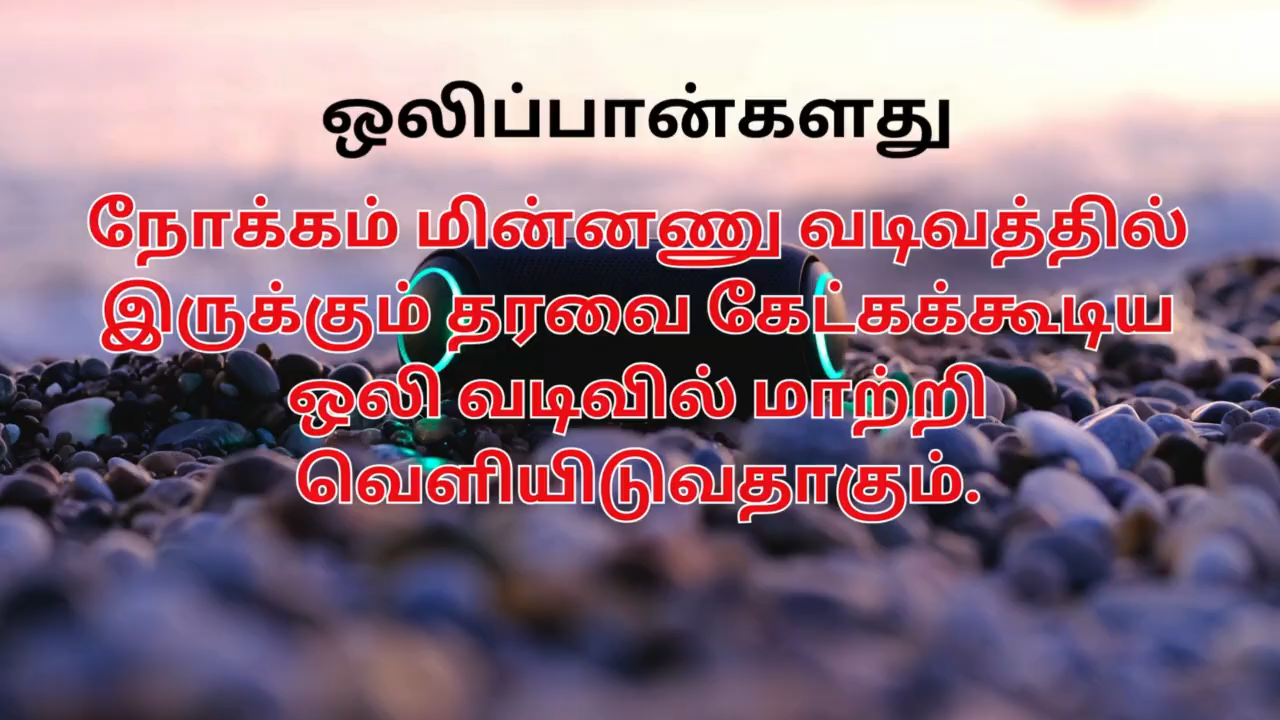 ஒலிப்பான்களது
நோக்கம் மின்னணு வடிவத்தில்
இருக்கும் தரவை கேட்கக்கூடிய
ஒலி வடிவில் மாற்றி
வெளியிடுவதாகும்.